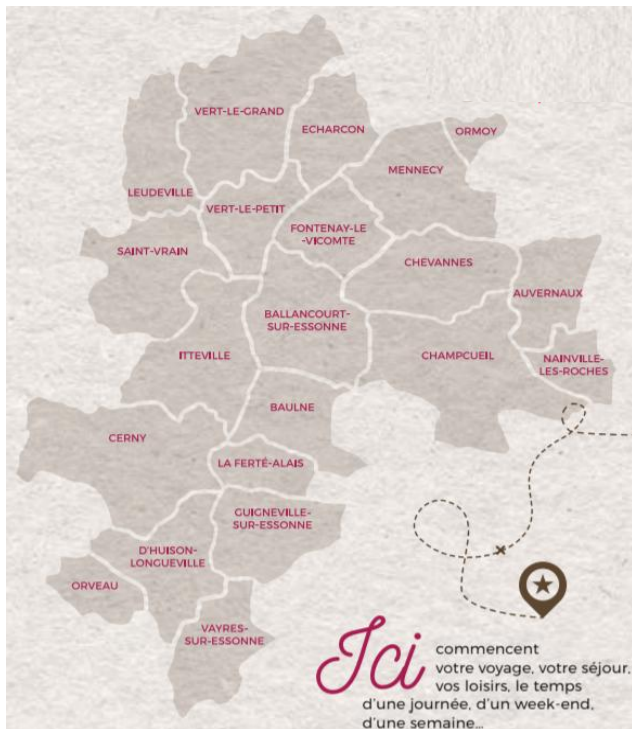 VERT-LE-GRAND
ECHARCON
ORMOY
MENNECY
LEUDEVILLE
VERT-LE-PETIT
FONTENAY-LE
-VICOMTE
SAINT-VRAIN
CHEVANNES
AUVERNAUX
BALLANCOURT-
SUR-ESSONNE
ITTEVILLE
CHAMPCUEIL
NAINVILLE-
LES-ROCHES
BAULNE
CERNY
LA FERTÉ-ALAIS
GUIGNEVILLE-
SUR-ESSONNE
D'HUISON-
LONGUEVILLE
ORVEAU
VAYRES-
SUR-ESSONNE
Ici commencent
votre voyage, votre séjour,
vos loisirs, le temps
d'une journée, d'un week-end,
d'une semaine...